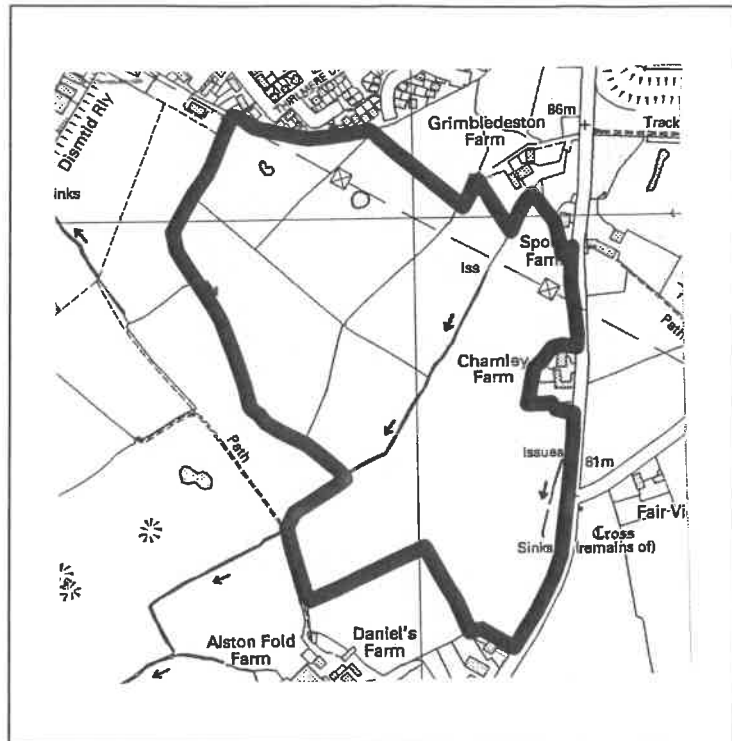 Dismtld Rly
86m
Grimbledeston
Farm
Track
inks
Spo
Farm
Iss
Path
Charnley
Farm
Path
Issues
81m
Fair-Vi
Cross
(remains of)
Sinks
Alston Fold
Farm
Daniel's
Farm